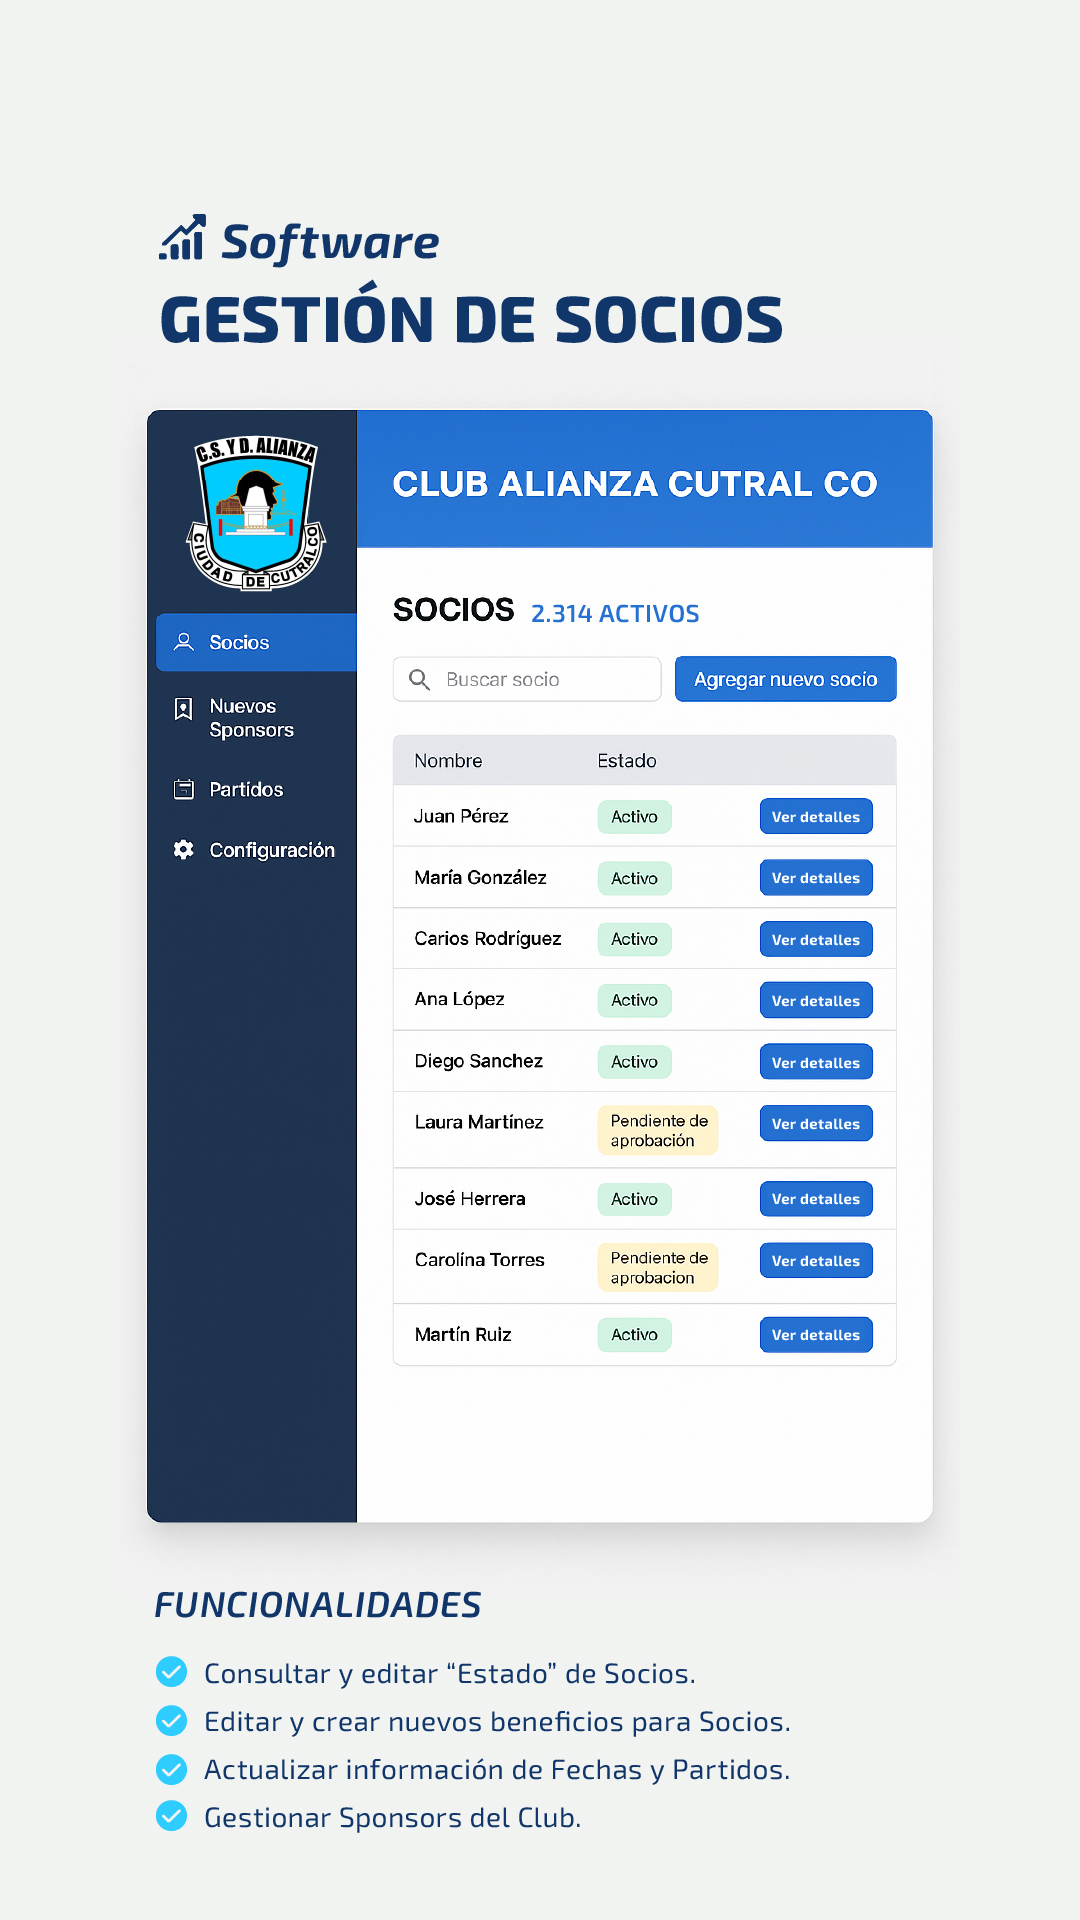 Software
GESTIÓN DE SOCIOS
C.S. Y D. ALIANZA
CIUDAD DE CUTRALCO
CLUB ALIANZA CUTRAL CO
Socios
Nuevos
Sponsors
Partidos
Configuración
SOCIOS 2.314 ACTIVOS
Buscar socio
Agregar nuevo socio
Nombre Estado
Juan Pérez Activo Ver detalles
María González Activo Ver detalles
Carios Rodríguez Activo Ver detalles
Ana López Activo Ver detalles
Diego Sanchez Activo Ver detalles
Laura Martínez Pendiente de Ver detalles
aprobación
José Herrera Activo Ver detalles
Carolína Torres Pendiente de Ver detalles
aprobacion
Martín Ruiz Activo Ver detalles
FUNCIONALIDADES
Consultar y editar “Estado” de Socios.
Editar y crear nuevos beneficios para Socios.
Actualizar información de Fechas y Partidos.
Gestionar Sponsors del Club.